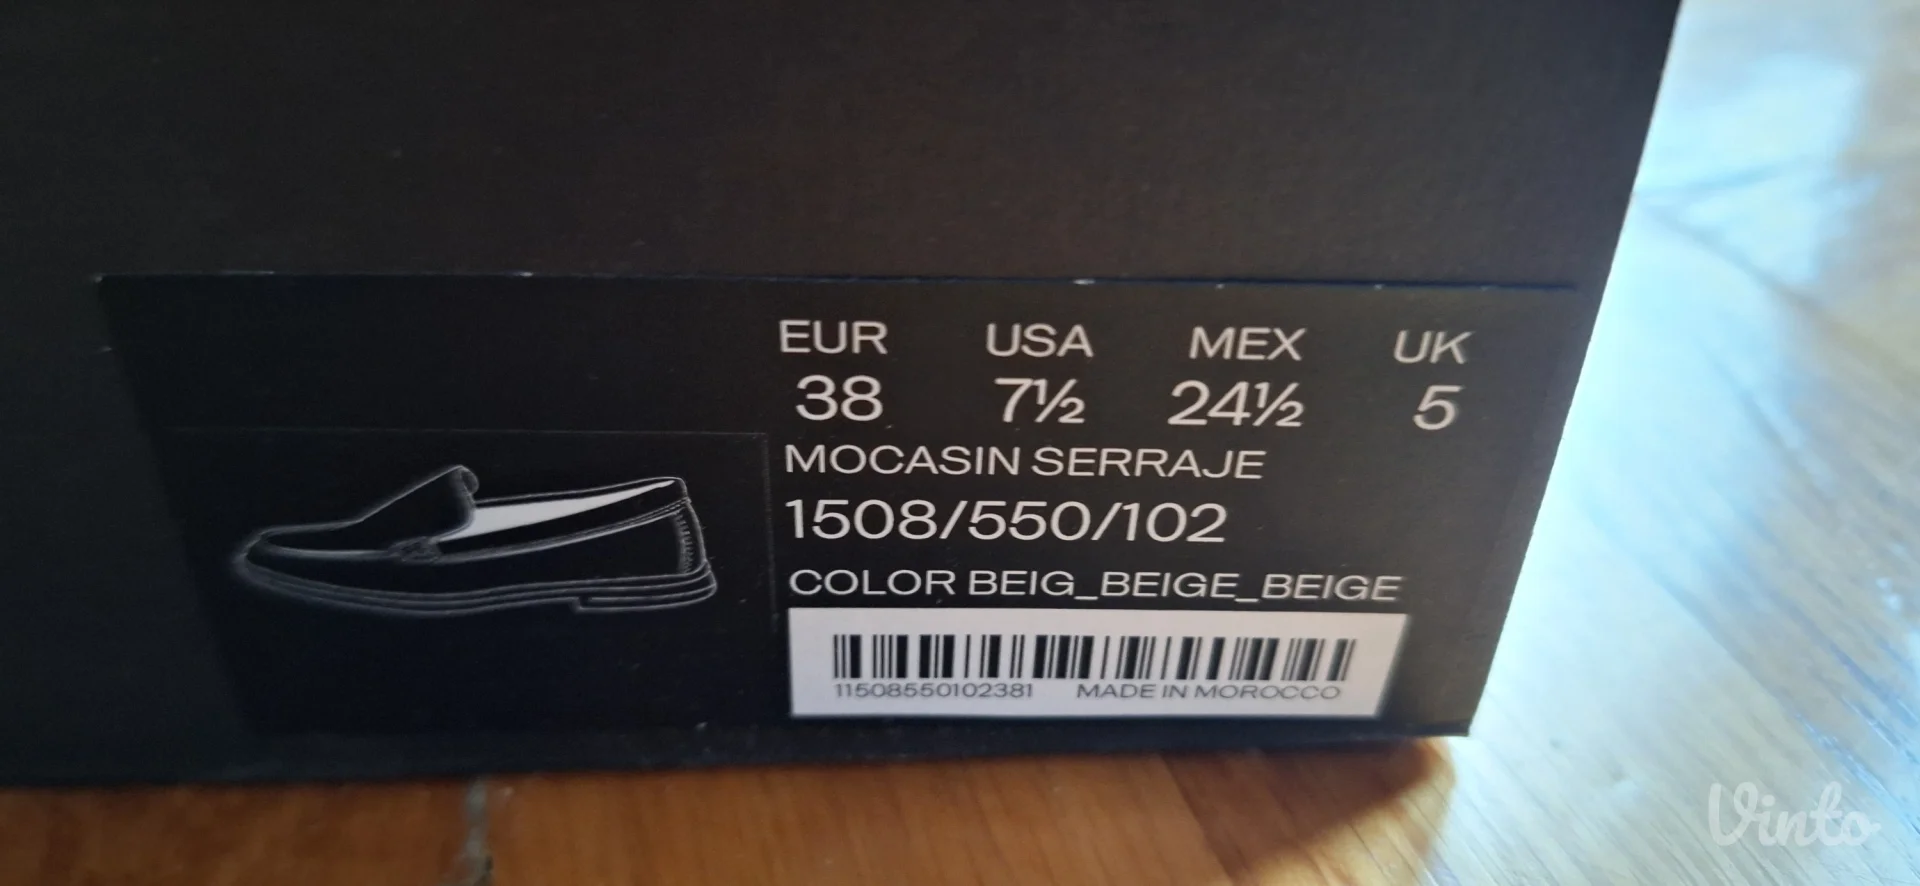 EUR USA MEX UK
38 7½ 24½ 5
MOCASIN SERRAJE
1508/550/102
COLOR BEIG_BEIGE_BEIGE
11508550102381 MADE IN MOROCCO
Vinto